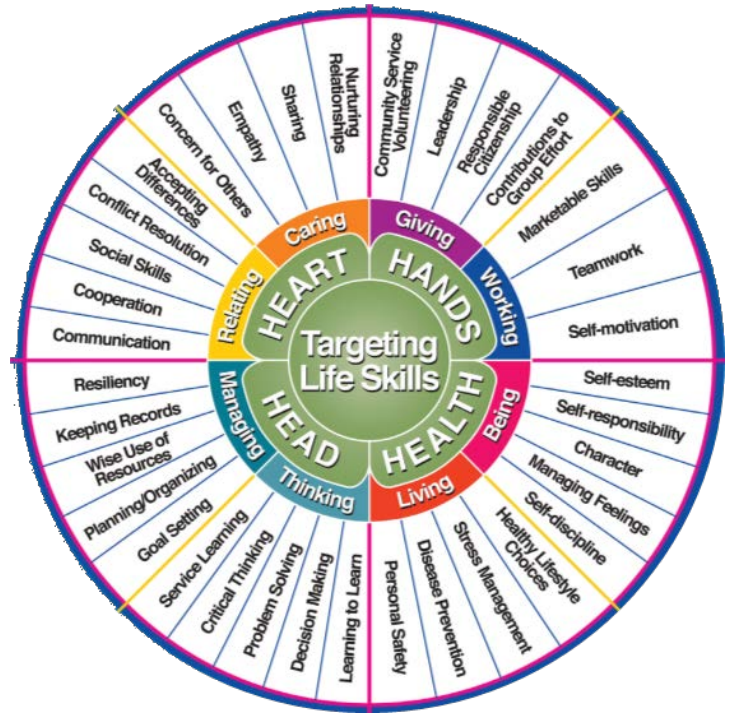 Targeting
Life Skills
HEART
HANDS
HEALTH
HEAD
Caring
Giving
Working
Being
Living
Thinking
Managing
Relating
Nurturing
Relationships
Sharing
Empathy
Concern for Others
Accepting
Differences
Conflict Resolution
Social Skills
Cooperation
Communication
Community Service
Volunteering
Leadership
Responsible
Citizenship
Contributions to
Group Effort
Marketable Skills
Teamwork
Self-motivation
Self-esteem
Self-responsibility
Character
Managing Feelings
Self-discipline
Healthy Lifestyle
Choices
Stress Management
Disease Prevention
Personal Safety
Learning to Learn
Decision Making
Problem Solving
Critical Thinking
Service Learning
Goal Setting
Planning/Organizing
Wise Use of
Resources
Keeping Records
Resiliency